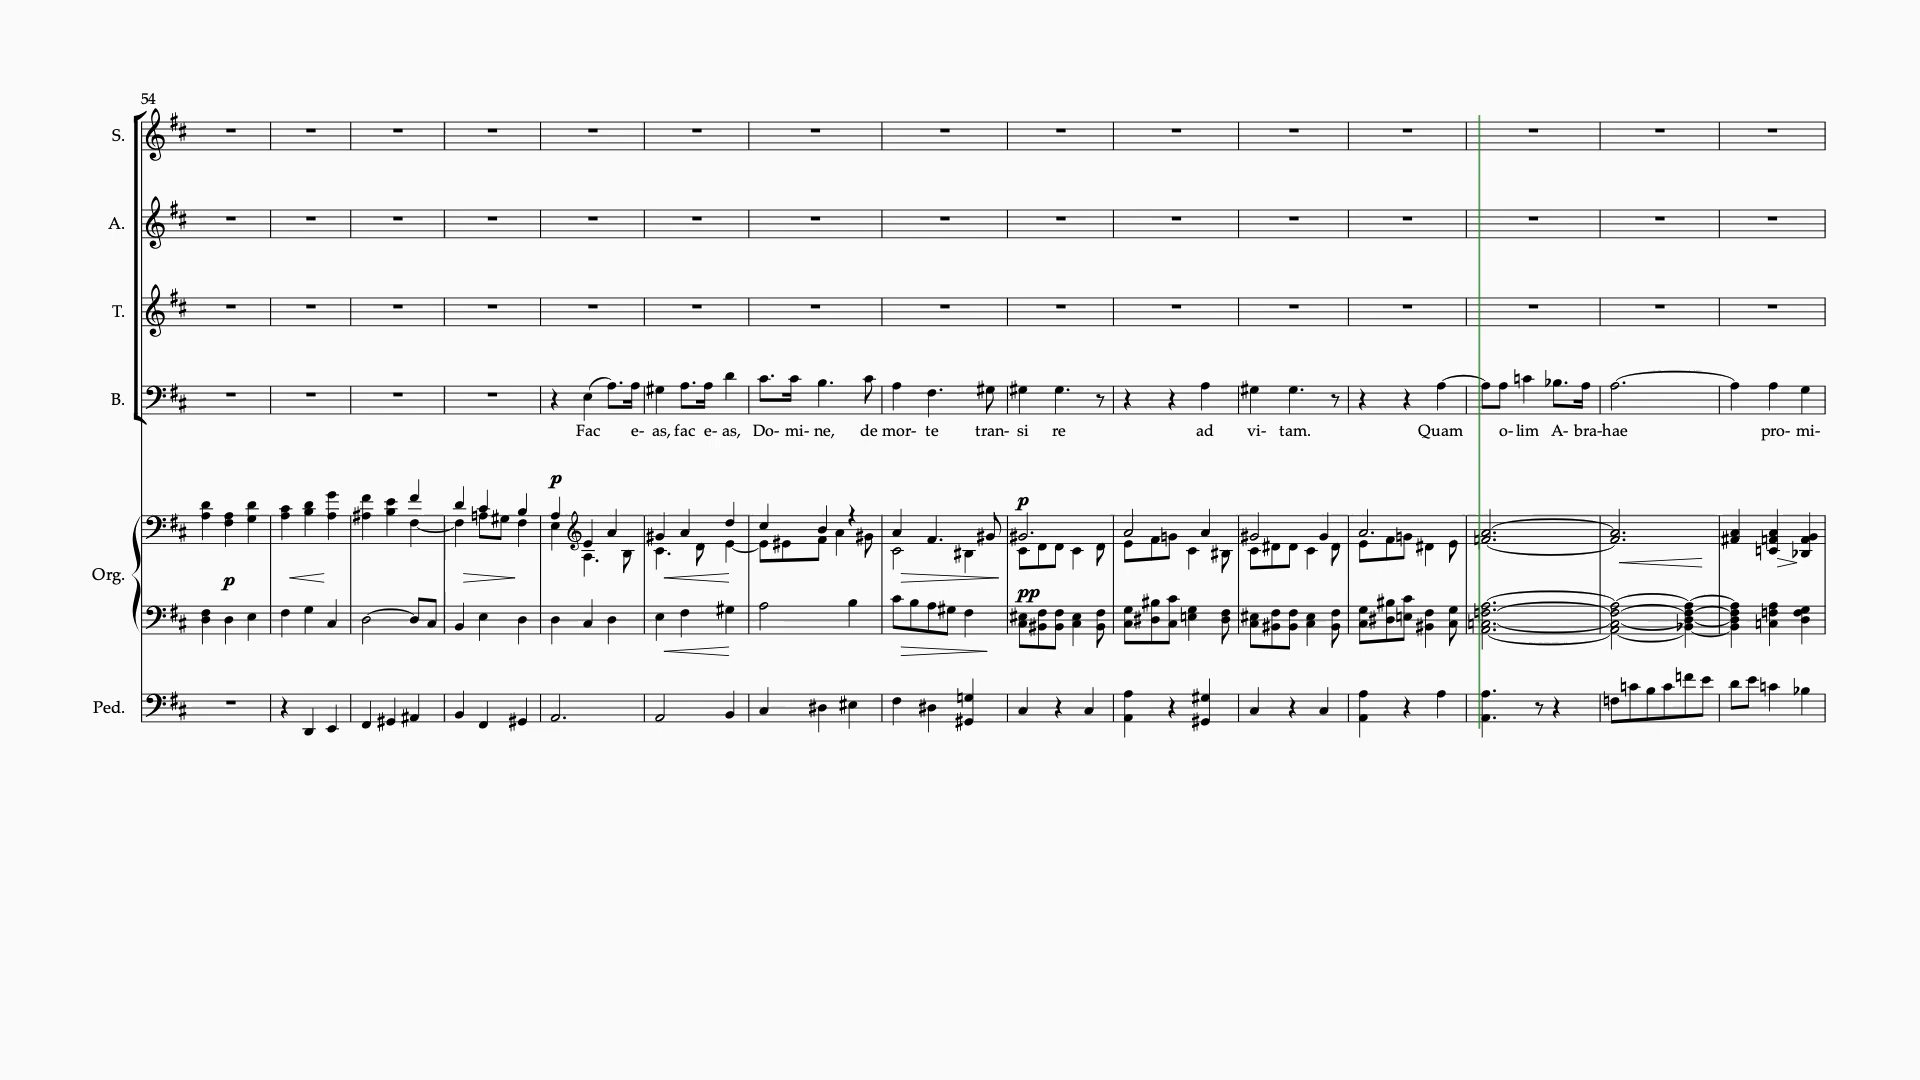 54
S.
A.
T.
B.
Fac e- as, fac e- as, Do- mi- ne, de mor- te tran- si re ad vi- tam. Quam o- lim A- bra- hae pro- mi-
p
p
Org.
p
pp
Ped.